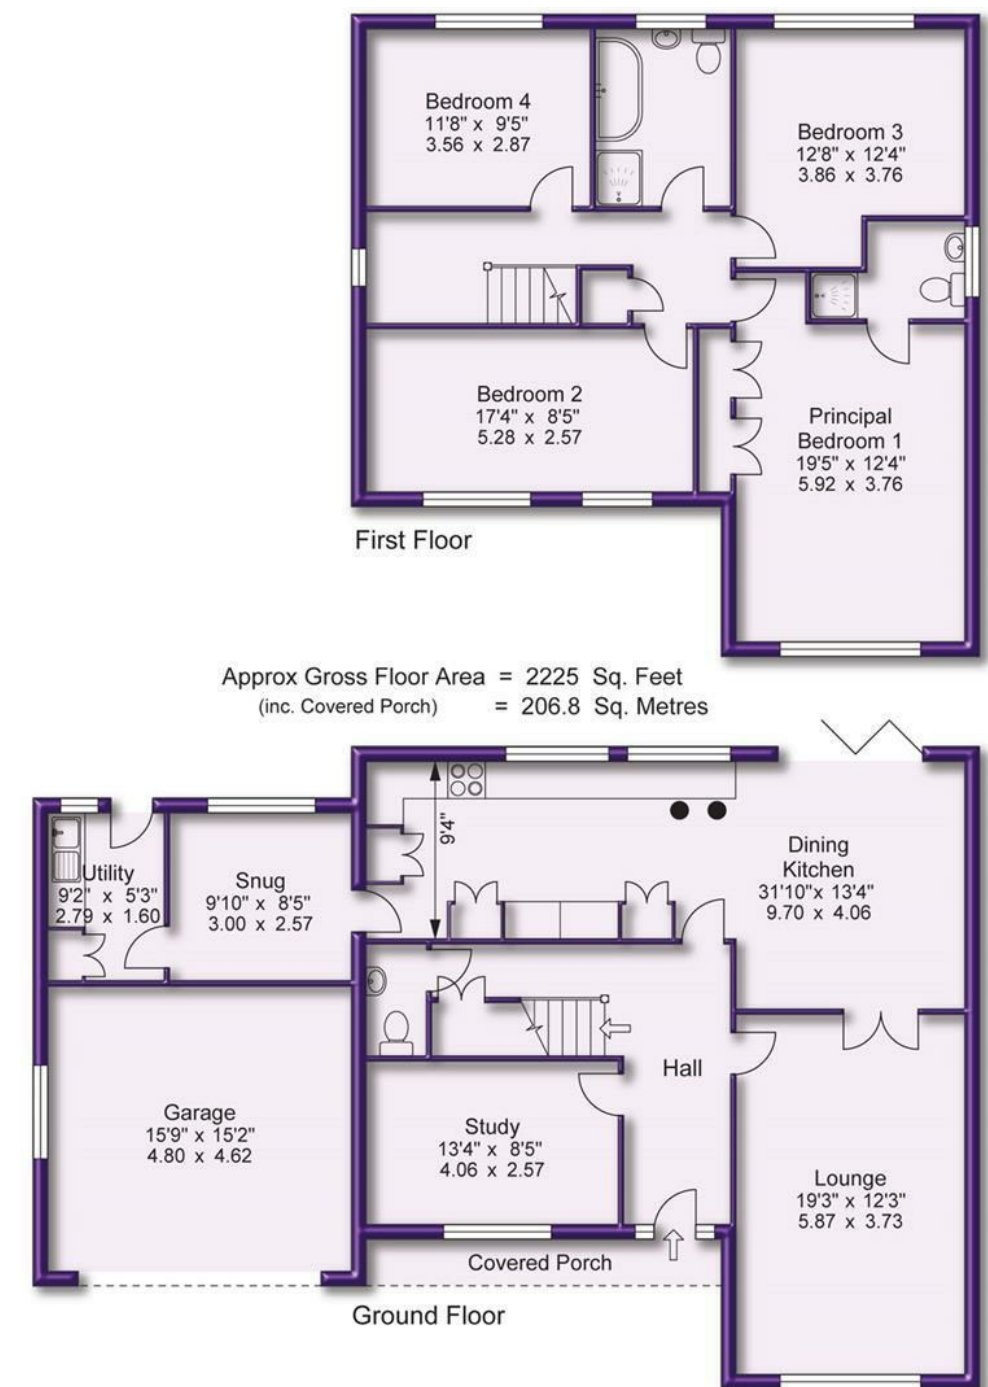 Bedroom 4
11'8" x 9'5"
3.56 x 2.87
Bedroom 3
12'8" x 12'4"
3.86 x 3.76
Bedroom 2
17'4" x 8'5"
5.28 x 2.57
Principal
Bedroom 1
19'5" x 12'4"
5.92 x 3.76
First Floor
Approx Gross Floor Area = 2225 Sq. Feet
(inc. Covered Porch) = 206.8 Sq. Metres
9'4"
Dining
Kitchen
31'10"x 13'4"
9.70 x 4.06
Utility
9'2" x 5'3"
2.79 x 1.60
Snug
9'10" x 8'5"
3.00 x 2.57
Hall
Garage
15'9" x 15'2"
4.80 x 4.62
Study
13'4" x 8'5"
4.06 x 2.57
Lounge
19'3" x 12'3"
5.87 x 3.73
Covered Porch
Ground Floor